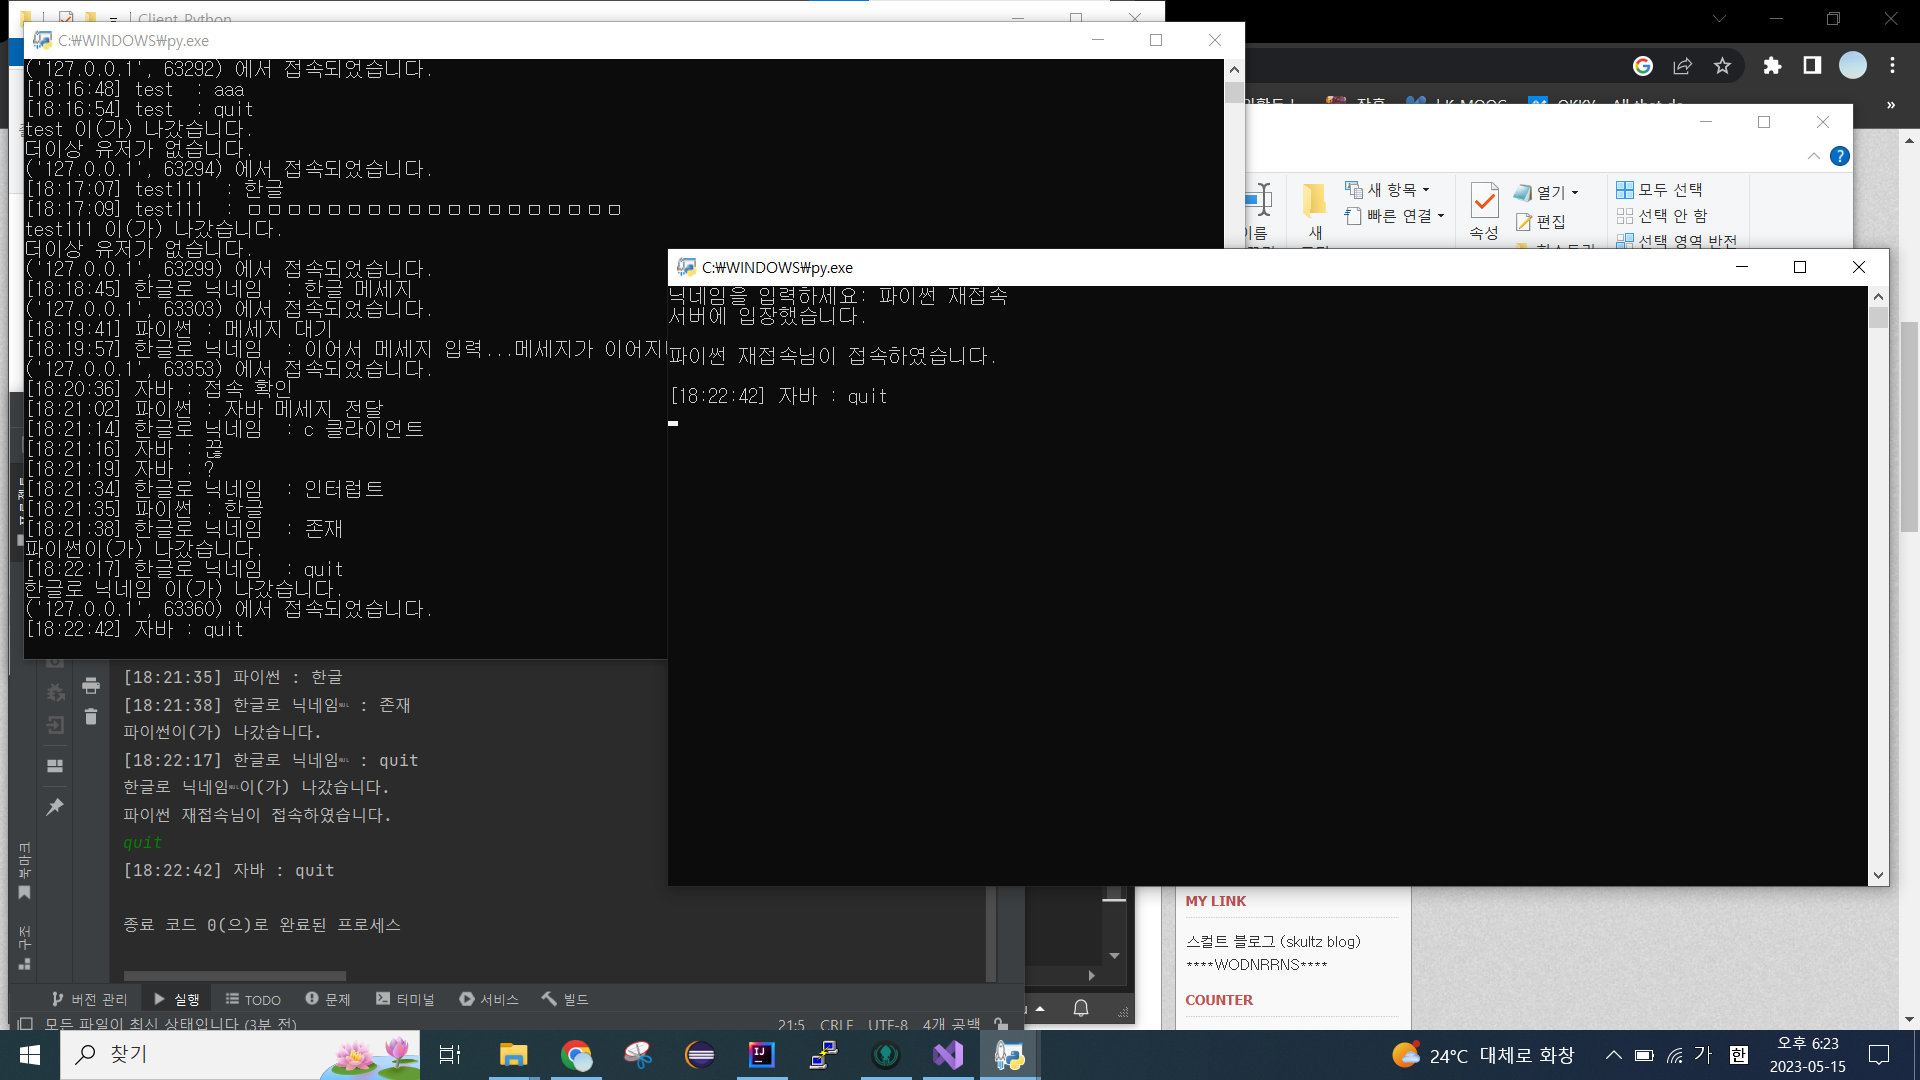 Client_Python
C:₩WINDOWS₩py.exe
('127.0.0.1', 63292) 에서 접속되었습니다.
[18:16:48] test  : aaa
[18:16:54] test  : quit
test 이(가) 나갔습니다.
더이상 유저가 없습니다.
('127.0.0.1', 63294) 에서 접속되었습니다.
[18:17:07] test111  : 한글
[18:17:09] test111  : ㅁㅁㅁㅁㅁㅁㅁㅁㅁㅁㅁㅁㅁㅁㅁㅁㅁㅁㅁ
test111 이(가) 나갔습니다.
더이상 유저가 없습니다.
('127.0.0.1', 63299) 에서 접속되었습니다.
[18:18:45] 한글로 닉네임  : 한글 메세지
('127.0.0.1', 63303) 에서 접속되었습니다.
[18:19:41] 파이썬 : 메세지 대기
[18:19:57] 한글로 닉네임  : 이어서 메세지 입력...메세지가
('127.0.0.1', 63353) 에서 접속되었습니다.
[18:20:36] 자바 : 접속 확인
[18:21:02] 파이썬 : 자바 메세지 전달
[18:21:14] 한글로 닉네임  : c 클라이언트
[18:21:16] 자바 : 끊
[18:21:19] 자바 : ?
[18:21:34] 한글로 닉네임  : 인터럽트
[18:21:35] 파이썬 : 한글
[18:21:38] 한글로 닉네임  : 존재
파이썬이(가) 나갔습니다.
[18:22:17] 한글로 닉네임  : quit
한글로 닉네임 이(가) 나갔습니다.
('127.0.0.1', 63360) 에서 접속되었습니다.
[18:22:42] 자바 : quit
새 항목
빠른 연결
새
속성
열기
편집
모두 선택
선택 안 함
선택 영역 반전
C:₩WINDOWS₩py.exe
닉네임을 입력하세요: 파이썬 재접속
서버에 입장했습니다.
파이썬 재접속님이 접속하였습니다.
[18:22:42] 자바 : quit
[18:21:35] 파이썬 : 한글
[18:21:38] 한글로 닉네임 : 존재
파이썬이(가) 나갔습니다.
[18:22:17] 한글로 닉네임 : quit
한글로 닉네임이(가) 나갔습니다.
파이썬 재접속님이 접속하였습니다.
quit
[18:22:42] 자바 : quit
종료 코드 0(으)로 완료된 프로세스
북마크
구조
버전 관리
실행
TODO
문제
터미널
서비스
빌드
모든 파일이 최신 상태입니다 (3분 전)
21:5 CRLF UTF-8 4개 공백
MY LINK
스컬트 블로그 (skultz blog)
****WODNRRNS****
COUNTER
찾기
24°C 대체로 화창
가
한
오후 6:23
2023-05-15